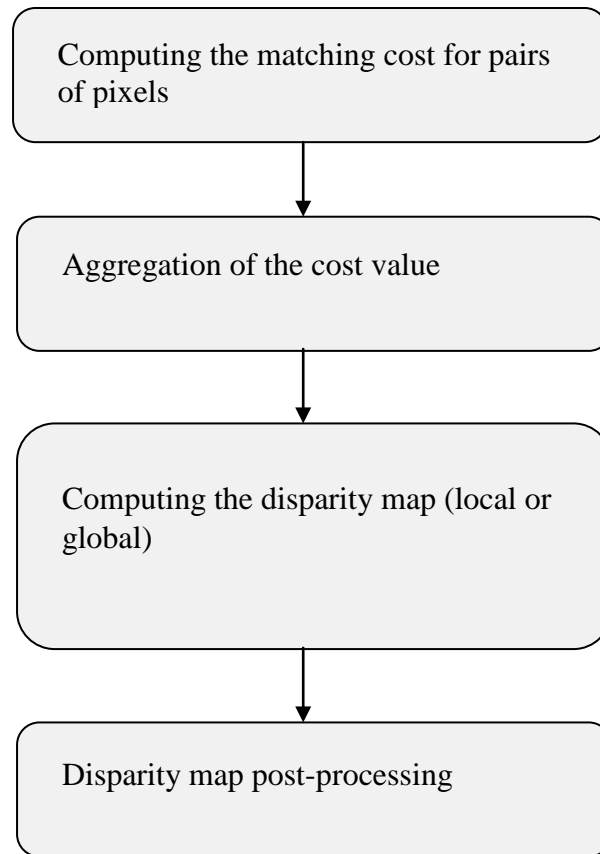 Computing the matching cost for pairs
of pixels
Aggregation of the cost value
Computing the disparity map (local or
global)
Disparity map post-processing